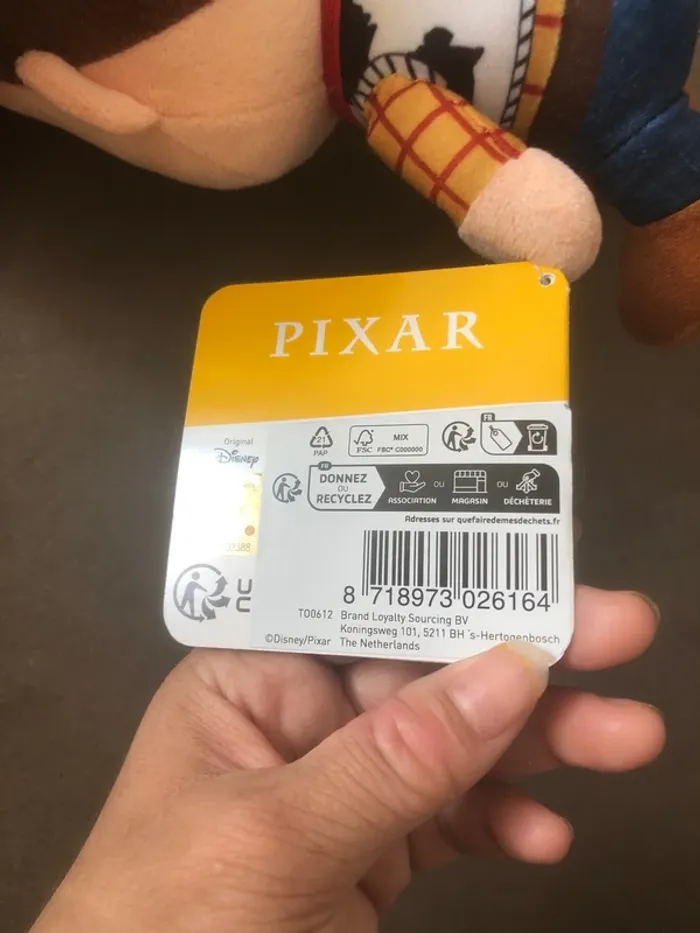 PIXAR
Original
Disney
21
PAP
FSC
MIX
FSC® C000000
FR
FR
DONNEZ
OU
RECYCLEZ
ASSOCIATION
OU
MAGASIN
OU
DÉCHÈTERIE
Adresses sur quefairedemesdechets.fr
8 718973 026164
T00612 Brand Loyalty Sourcing BV
Koningsweg 101, 5211 BH 's-Hertogenbosch
©Disney/Pixar The Netherlands